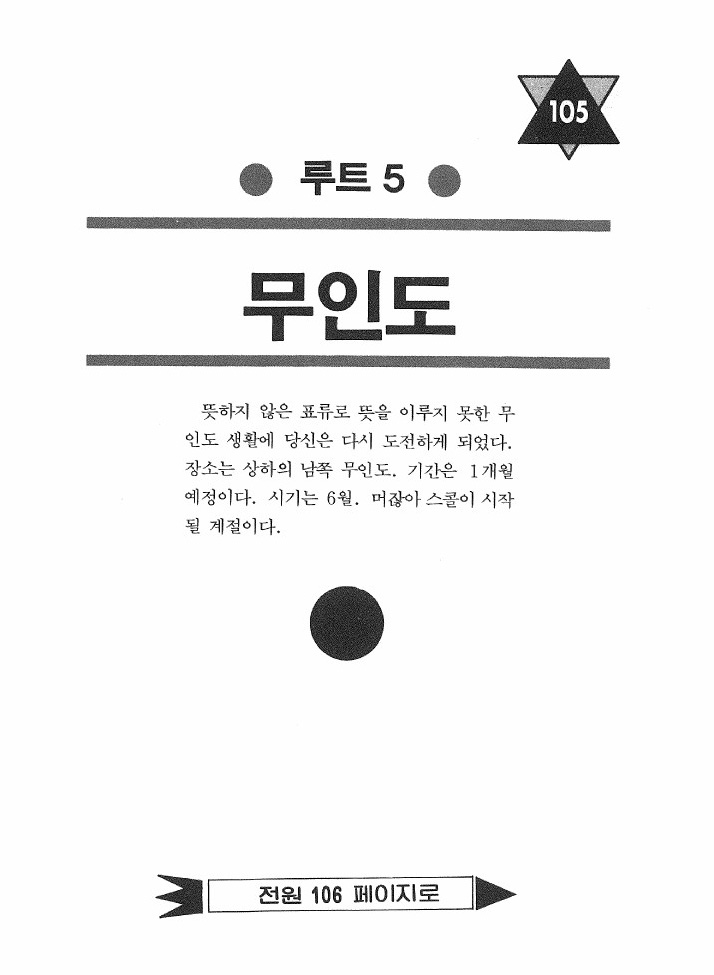 105
루트 5
무인도
뜻하지 않은 표류로 뜻을 이루지 못한 무
인도 생활에 당신은 다시 도전하게 되었다.
장소는 상하의 남쪽 무인도. 기간은 1개월
예정이다. 시기는 6월. 머잖아 스콜이 시작
될 계절이다.
전원 106 페이지로